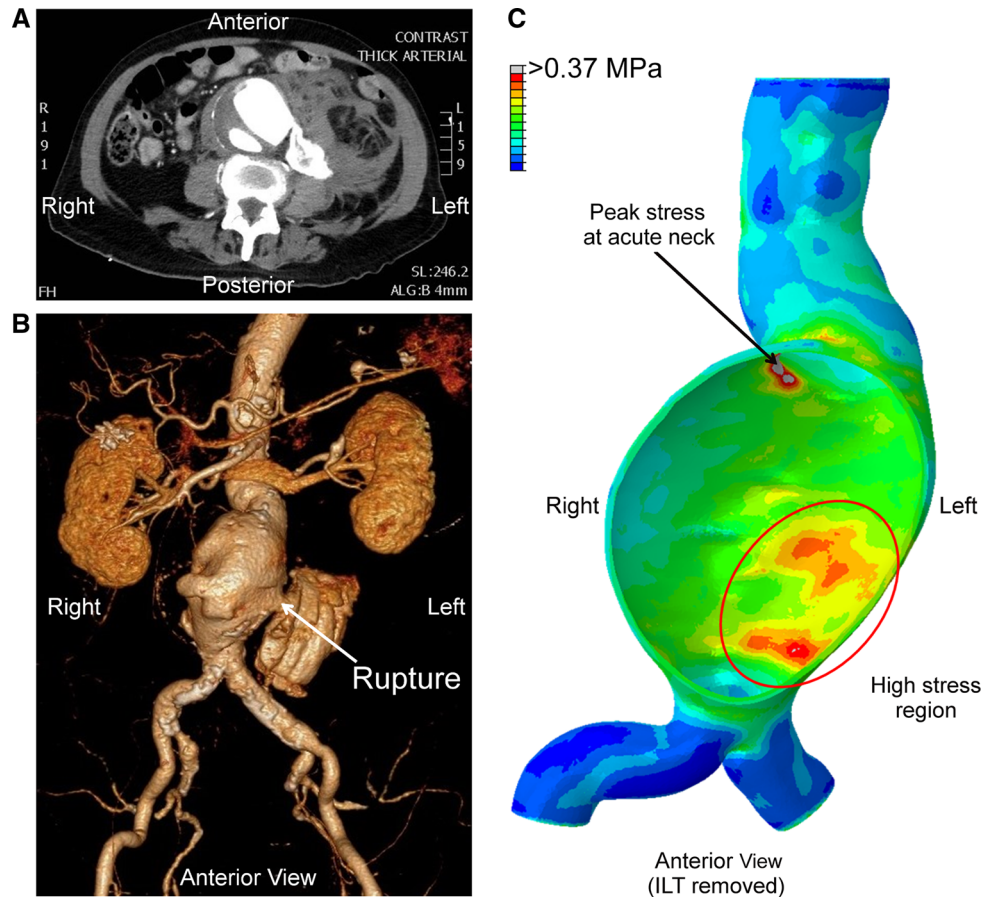 A
Anterior
CONTRAST
THICK ARTERIAL
R
1
9
1
L
1
5
9
Right
Left
Posterior
SL:246.2
ALG:B 4mm
FH
B
Right
Left
Rupture
Anterior View
C
>0.37 MPa
Peak stress
at acute neck
Right
Left
High stress
region
Anterior View
(ILT removed)